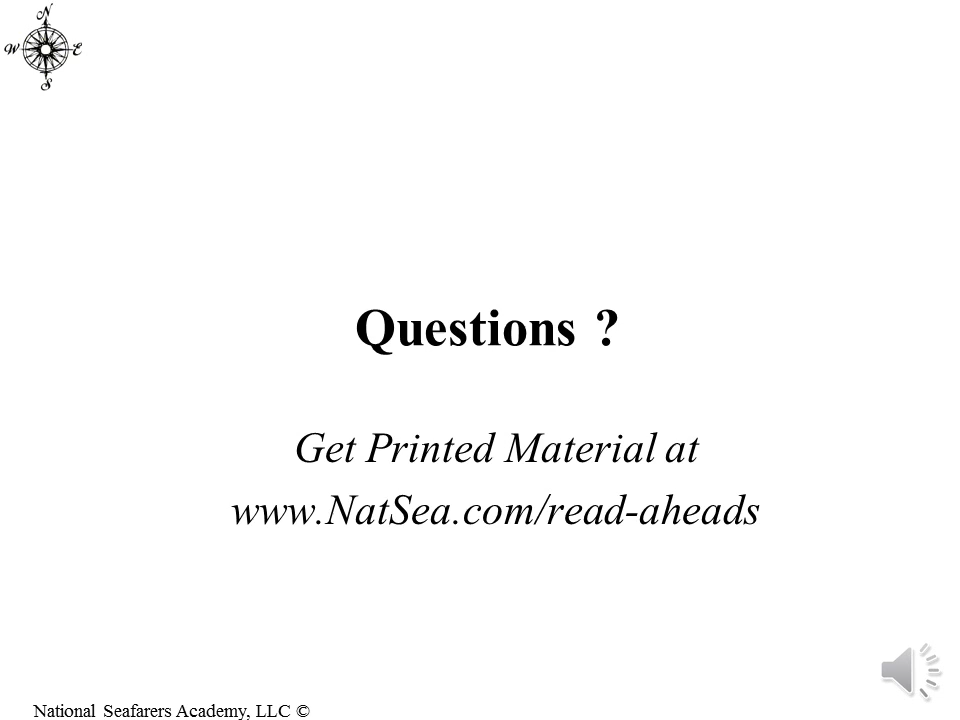 N
W E
S
Questions ?
Get Printed Material at
www.NatSea.com/read-aheads
National Seafarers Academy, LLC ©